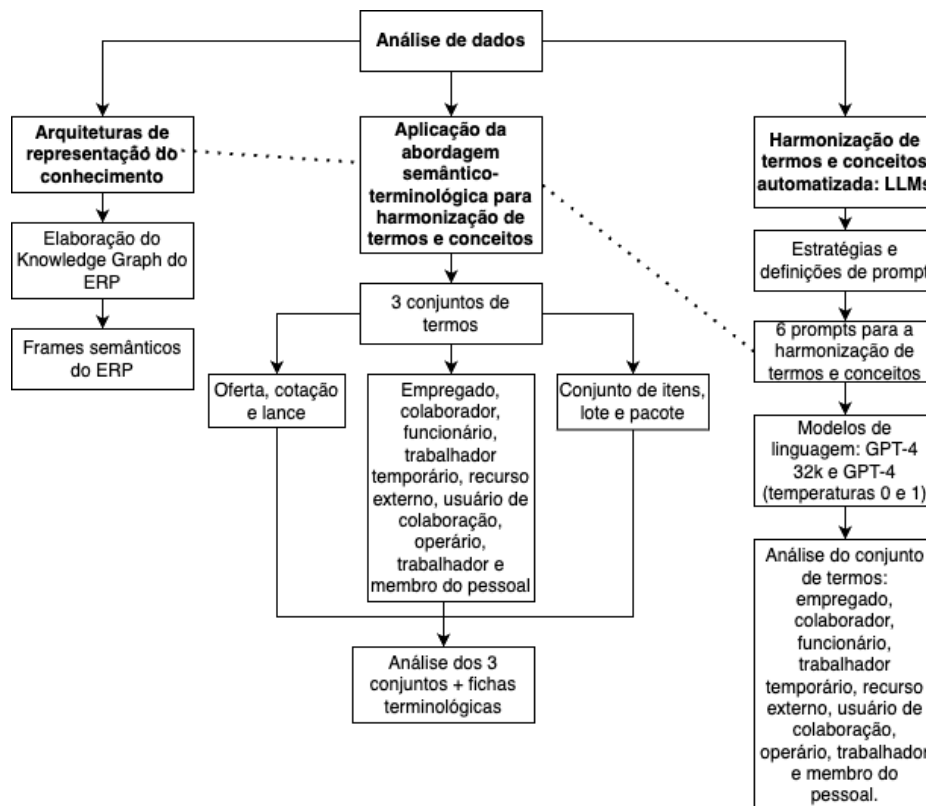 Análise de dados
Arquiteturas de
representação do
conhecimento
Elaboração do
Knowledge Graph do
ERP
Frames semânticos
do ERP
Aplicação da
abordagem
semântico-
terminológica para
harmonização de
termos e conceitos
3 conjuntos de
termos
Oferta, cotação
e lance
Empregado,
colaborador,
funcionário,
trabalhador
temporário, recurso
externo, usuário de
colaboração,
operário,
trabalhador e
membro do pessoal
Conjunto de itens,
lote e pacote
Análise dos 3
conjuntos + fichas
terminológicas
Harmonização de
termos e conceitos
automatizada: LLMs
Estratégias e
definições de prompt
6 prompts para a
harmonização de
termos e conceitos
Modelos de
linguagem: GPT-4
32k e GPT-4
(temperaturas 0 e 1)
Análise do conjunto
de termos:
empregado,
colaborador,
funcionário,
trabalhador
temporário, recurso
externo, usuário de
colaboração,
operário, trabalhador
e membro do
pessoal.